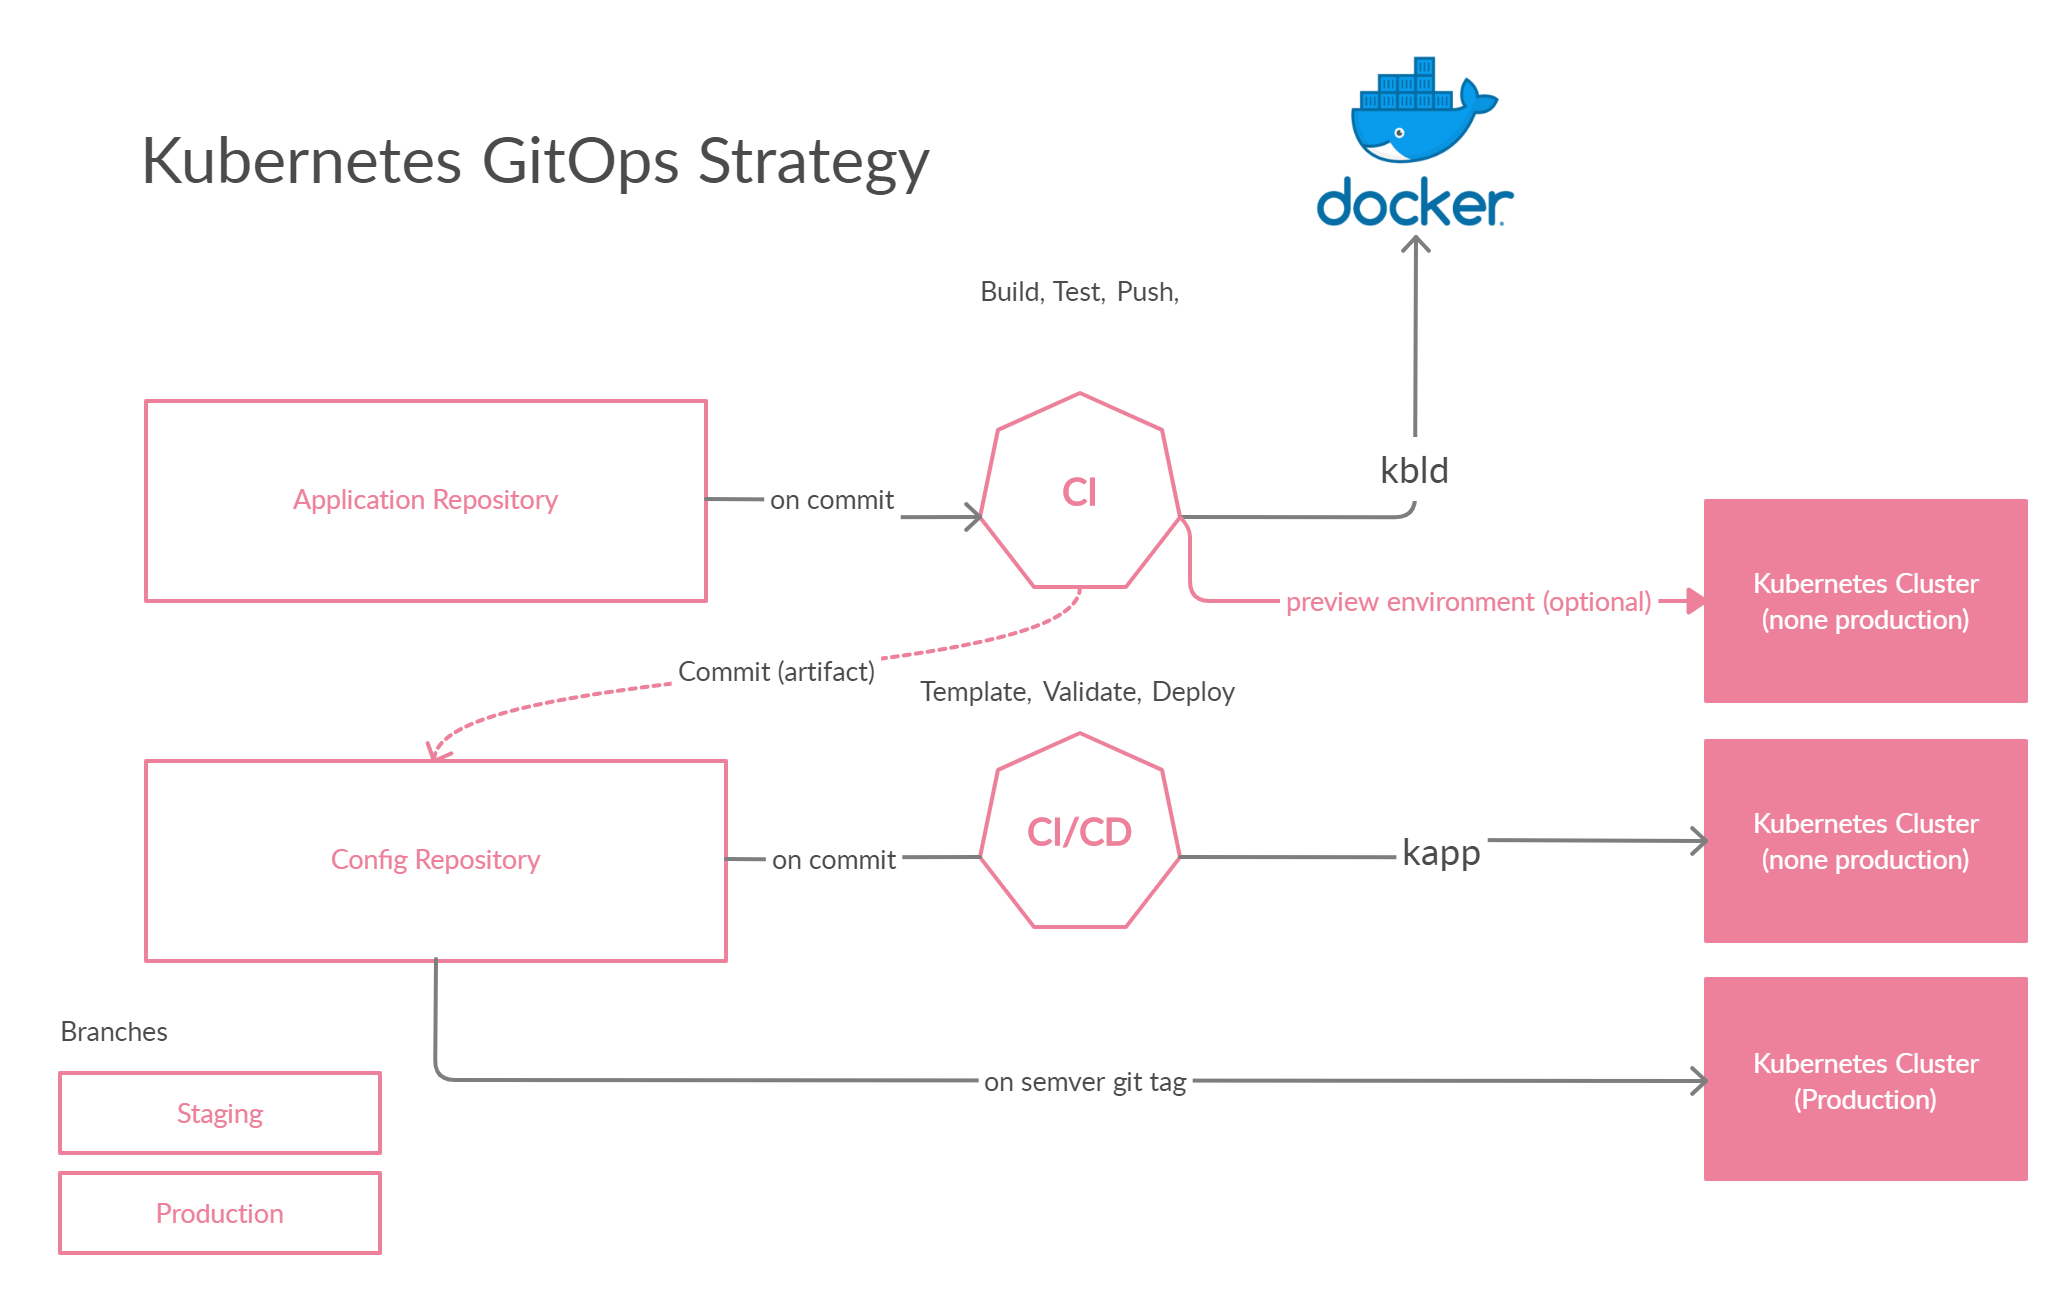 Kubernetes GitOps Strategy
docker
Build, Test, Push,
Application Repository
on commit
CI
kbld
preview environment (optional)
Kubernetes Cluster
(none production)
Commit (artifact)
Template, Validate, Deploy
Config Repository
on commit
CI/CD
kapp
Kubernetes Cluster
(none production)
Branches
Staging
Production
on semver git tag
Kubernetes Cluster
(Production)